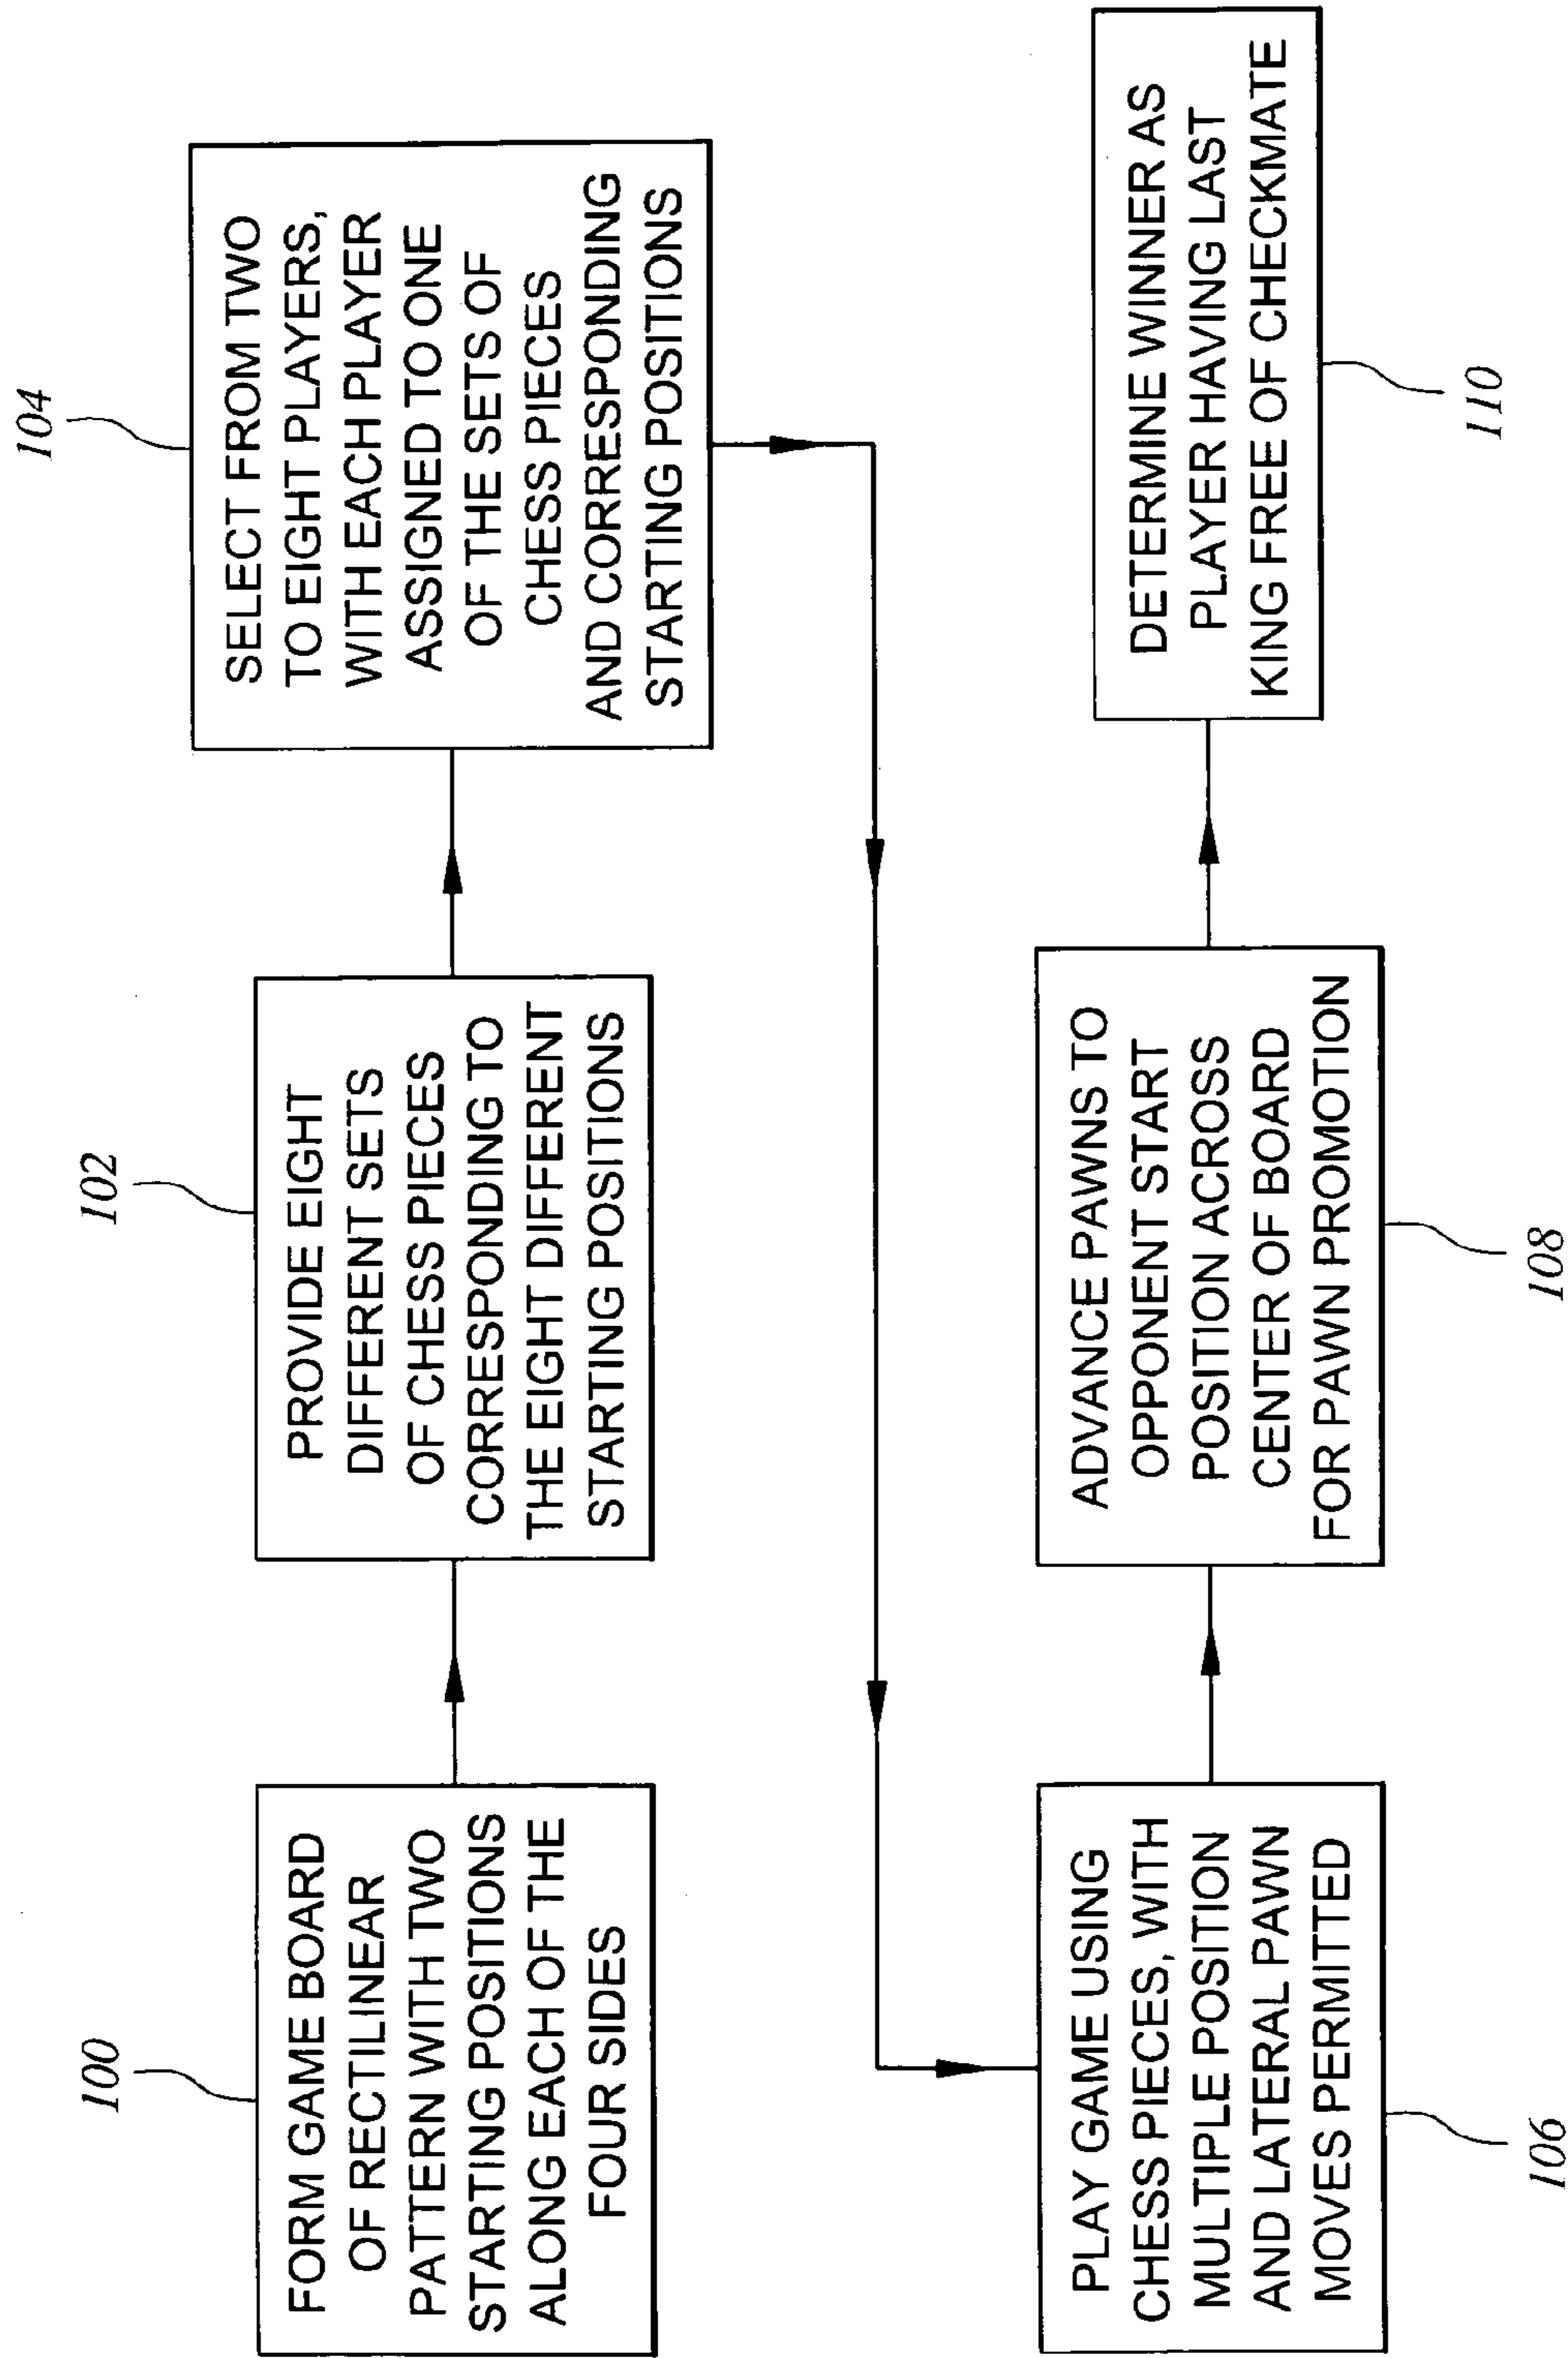 100
FORM GAME BOARD
OF RECTILINEAR
PATTERN WITH TWO
STARTING POSITIONS
ALONG EACH OF THE
FOUR SIDES
102
PROVIDE EIGHT
DIFFERENT SETS
OF CHESS PIECES
CORRESPONDING TO
THE EIGHT DIFFERENT
STARTING POSITIONS
104
SELECT FROM TWO
TO EIGHT PLAYERS,
WITH EACH PLAYER
ASSIGNED TO ONE
OF THE SETS OF
CHESS PIECES
AND CORRESPONDING
STARTING POSITIONS
PLAY GAME USING
CHESS PIECES, WITH
MULTIPLE POSITION
AND LATERAL PAWN
MOVES PERMITTED
106
ADVANCE PAWNS TO
OPPONENT START
POSITION ACROSS
CENTER OF BOARD
FOR PAWN PROMOTION
108
DETERMINE WINNER AS
PLAYER HAVING LAST
KING FREE OF CHECKMATE
110